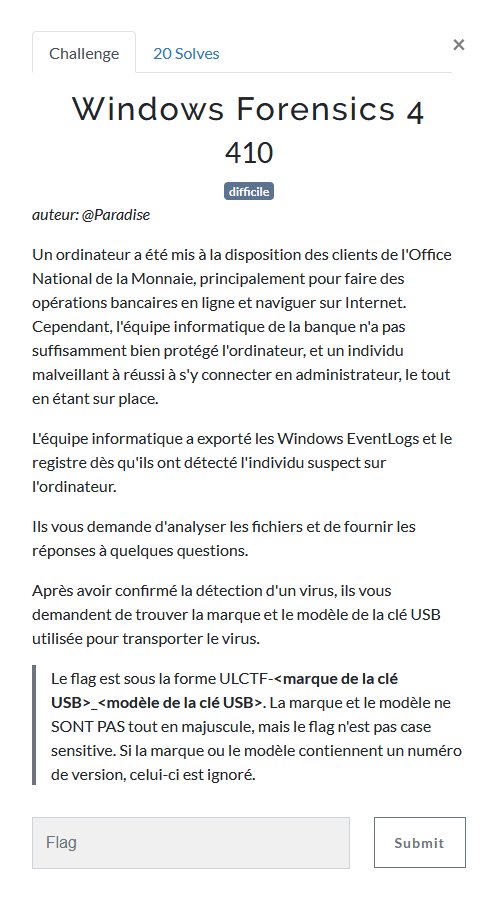 Challenge
20 Solves
×
Windows Forensics 4
410
difficile
auteur: @Paradise
Un ordinateur a été mis à la disposition des clients de l'Office
National de la Monnaie, principalement pour faire des
opérations bancaires en ligne et naviguer sur Internet.
Cependant, l'équipe informatique de la banque n'a pas
suffisamment bien protégé l'ordinateur, et un individu
malveillant à réussi à s'y connecter en administrateur, le tout
en étant sur place.
L'équipe informatique a exporté les Windows EventLogs et le
registre dès qu'ils ont détecté l'individu suspect sur
l'ordinateur.
Ils vous demande d'analyser les fichiers et de fournir les
réponses à quelques questions.
Après avoir confirmé la détection d'un virus, ils vous
demandent de trouver la marque et le modèle de la clé USB
utilisée pour transporter le virus.
Le flag est sous la forme ULCTF-<marque de la clé
USB>_<modèle de la clé USB>. La marque et le modèle ne
SONT PAS tout en majuscule, mais le flag n'est pas case
sensitive. Si la marque ou le modèle contiennent un numéro
de version, celui-ci est ignoré.
Flag
Submit